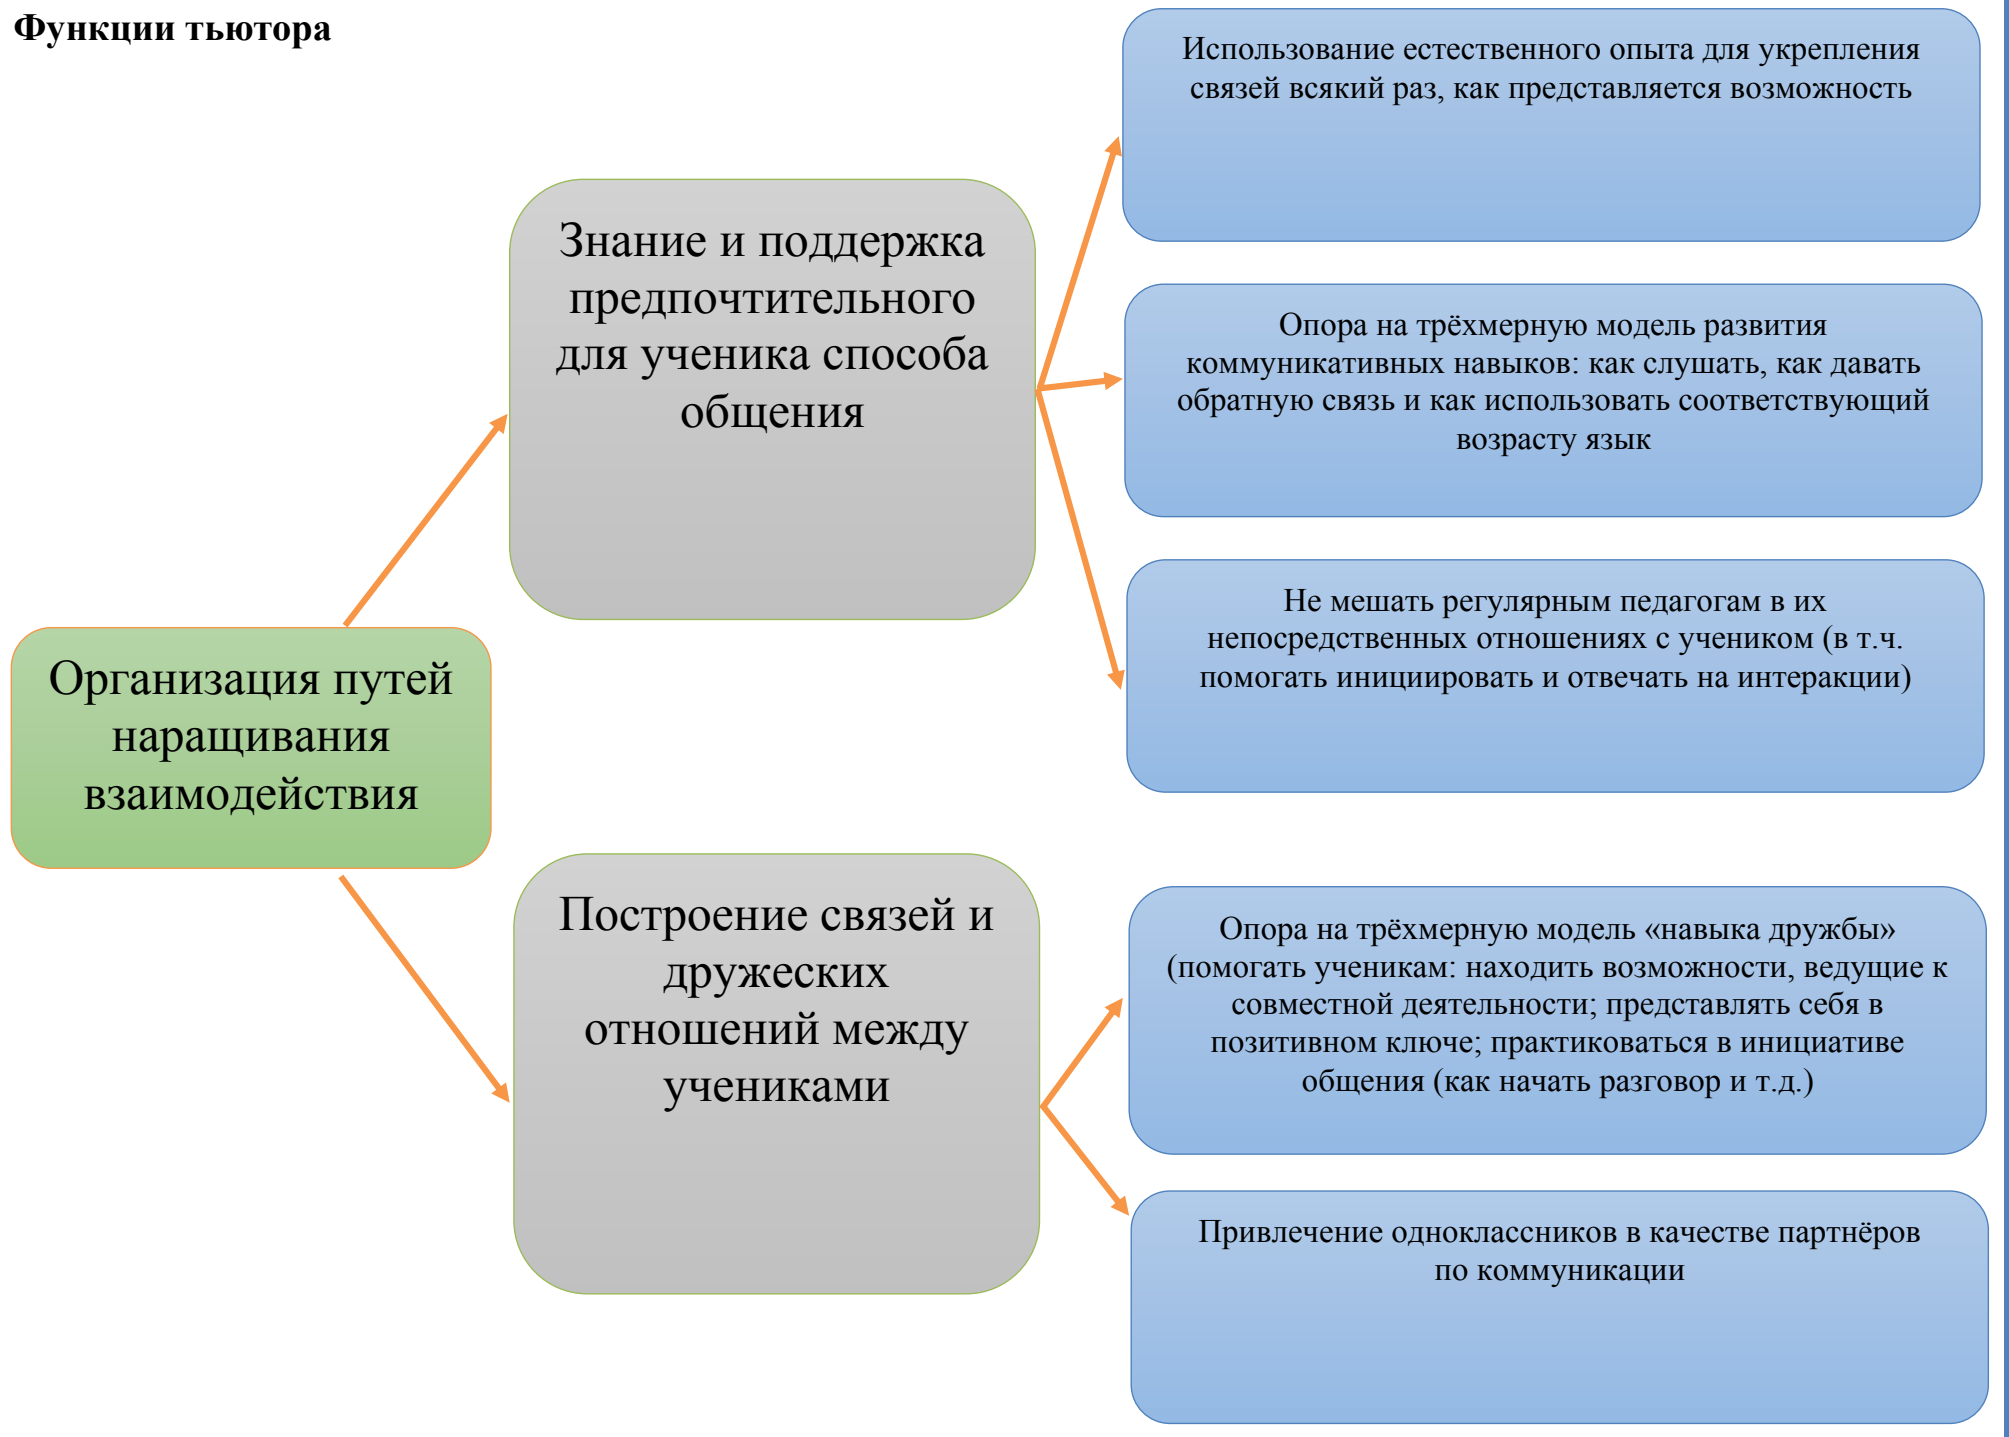 Функции тьютора
Организация путей
наращивания
взаимодействия
Знание и поддержка
предпочтительного
для ученика способа
общения
Использование естественного опыта для укрепления
связей всякий раз, как представляется возможность
Опора на трёхмерную модель развития
коммуникативных навыков: как слушать, как давать
обратную связь и как использовать соответствующий
возрасту язык
Не мешать регулярным педагогам в их
непосредственных отношениях с учеником (в т.ч.
помогать инициировать и отвечать на интеракции)
Построение связей и
дружеских
отношений между
учениками
Опора на трёхмерную модель «навыка дружбы»
(помогать ученикам: находить возможности, ведущие к
совместной деятельности; представлять себя в
позитивном ключе; практиковаться в инициативе
общения (как начать разговор и т.д.)
Привлечение одноклассников в качестве партнёров
по коммуникации